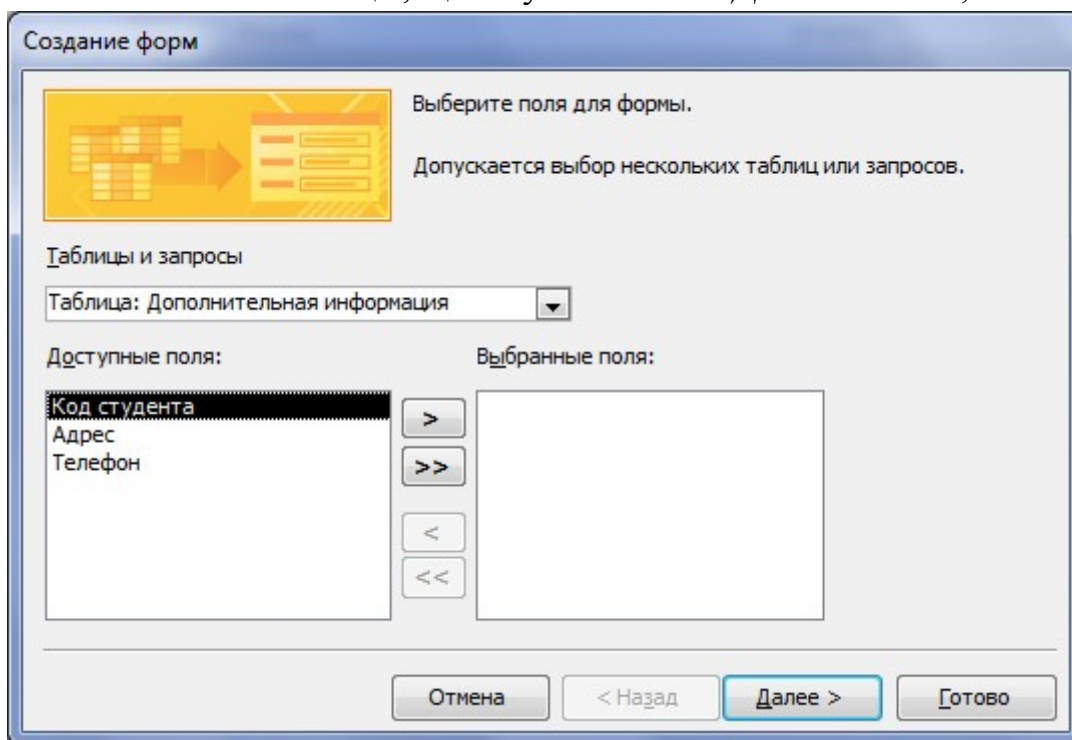 Создание форм
Выберите поля для формы.
Допускается выбор нескольких таблиц или запросов.
Таблицы и запросы
Таблица: Дополнительная информация
Доступные поля:
Выбранные поля:
Код студента
Адрес
Телефон
>
>>
<
<<
Отмена
< Назад
Далее >
Готово